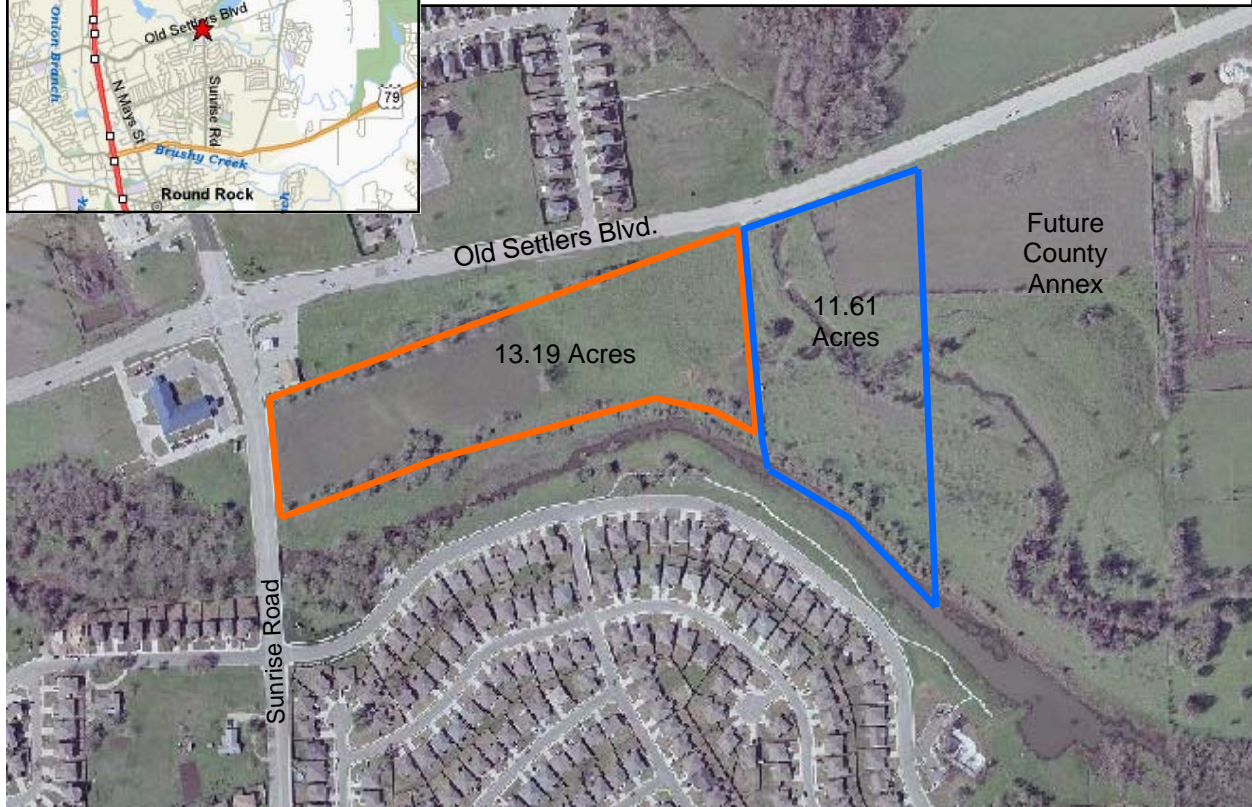 Onion Branch
Old Settlers Blvd
N Mays St
Sunrise Rd
79
Brushy Creek
Round Rock
Old Settlers Blvd.
Future
County
Annex
11.61
Acres
13.19 Acres
Sunrise Road